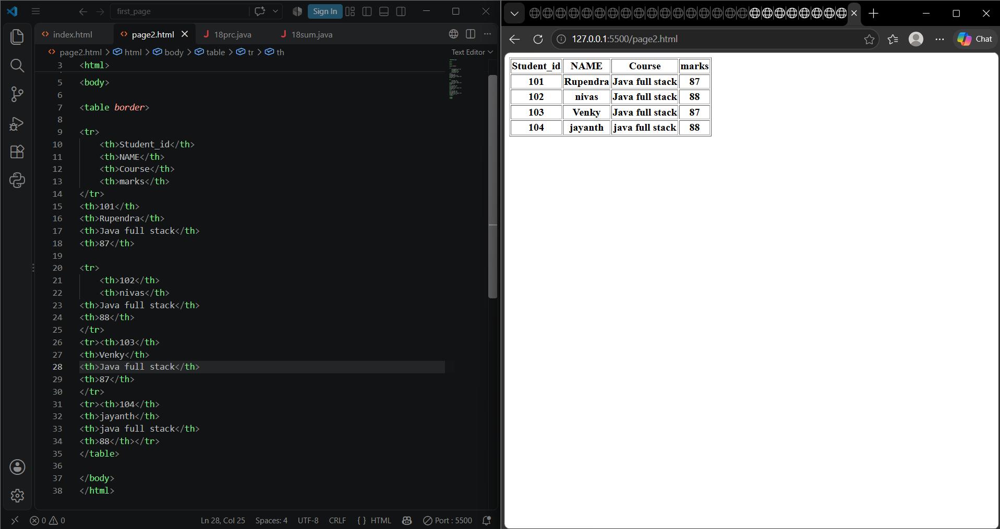 first_page
Sign In
index.html
page2.html
18prc.java
18sum.java
page2.html > html > body > table > tr > th
Text Editor
3 <html>
5 <body>
6
7 <table border>
8
9 <tr>
10 <th>Student_id</th>
11 <th>NAME</th>
12 <th>Course</th>
13 <th>marks</th>
14 </tr>
15 <th>101</th>
16 <th>Rupendra</th>
17 <th>Java full stack</th>
18 <th>87</th>
19
20 <tr>
21 <th>102</th>
22 <th>nivas</th>
23 <th>Java full stack</th>
24 <th>88</th>
25 </tr>
26 <tr><th>103</th>
27 <th>Venky</th>
28 <th>Java full stack</th>
29 <th>87</th>
30 </tr>
31 <tr><th>104</th>
32 <th>jayanth</th>
33 <th>java full stack</th>
34 <th>88</th></tr>
35 </table>
36
37 </body>
38 </html>
0 0 Ln 28, Col 25 Spaces: 4 UTF-8 CRLF { } HTML Port : 5500
127.0.0.1:5500/page2.html
Chat
Student_id NAME Course marks
101 Rupendra Java full stack 87
102 nivas Java full stack 88
103 Venky Java full stack 87
104 jayanth java full stack 88